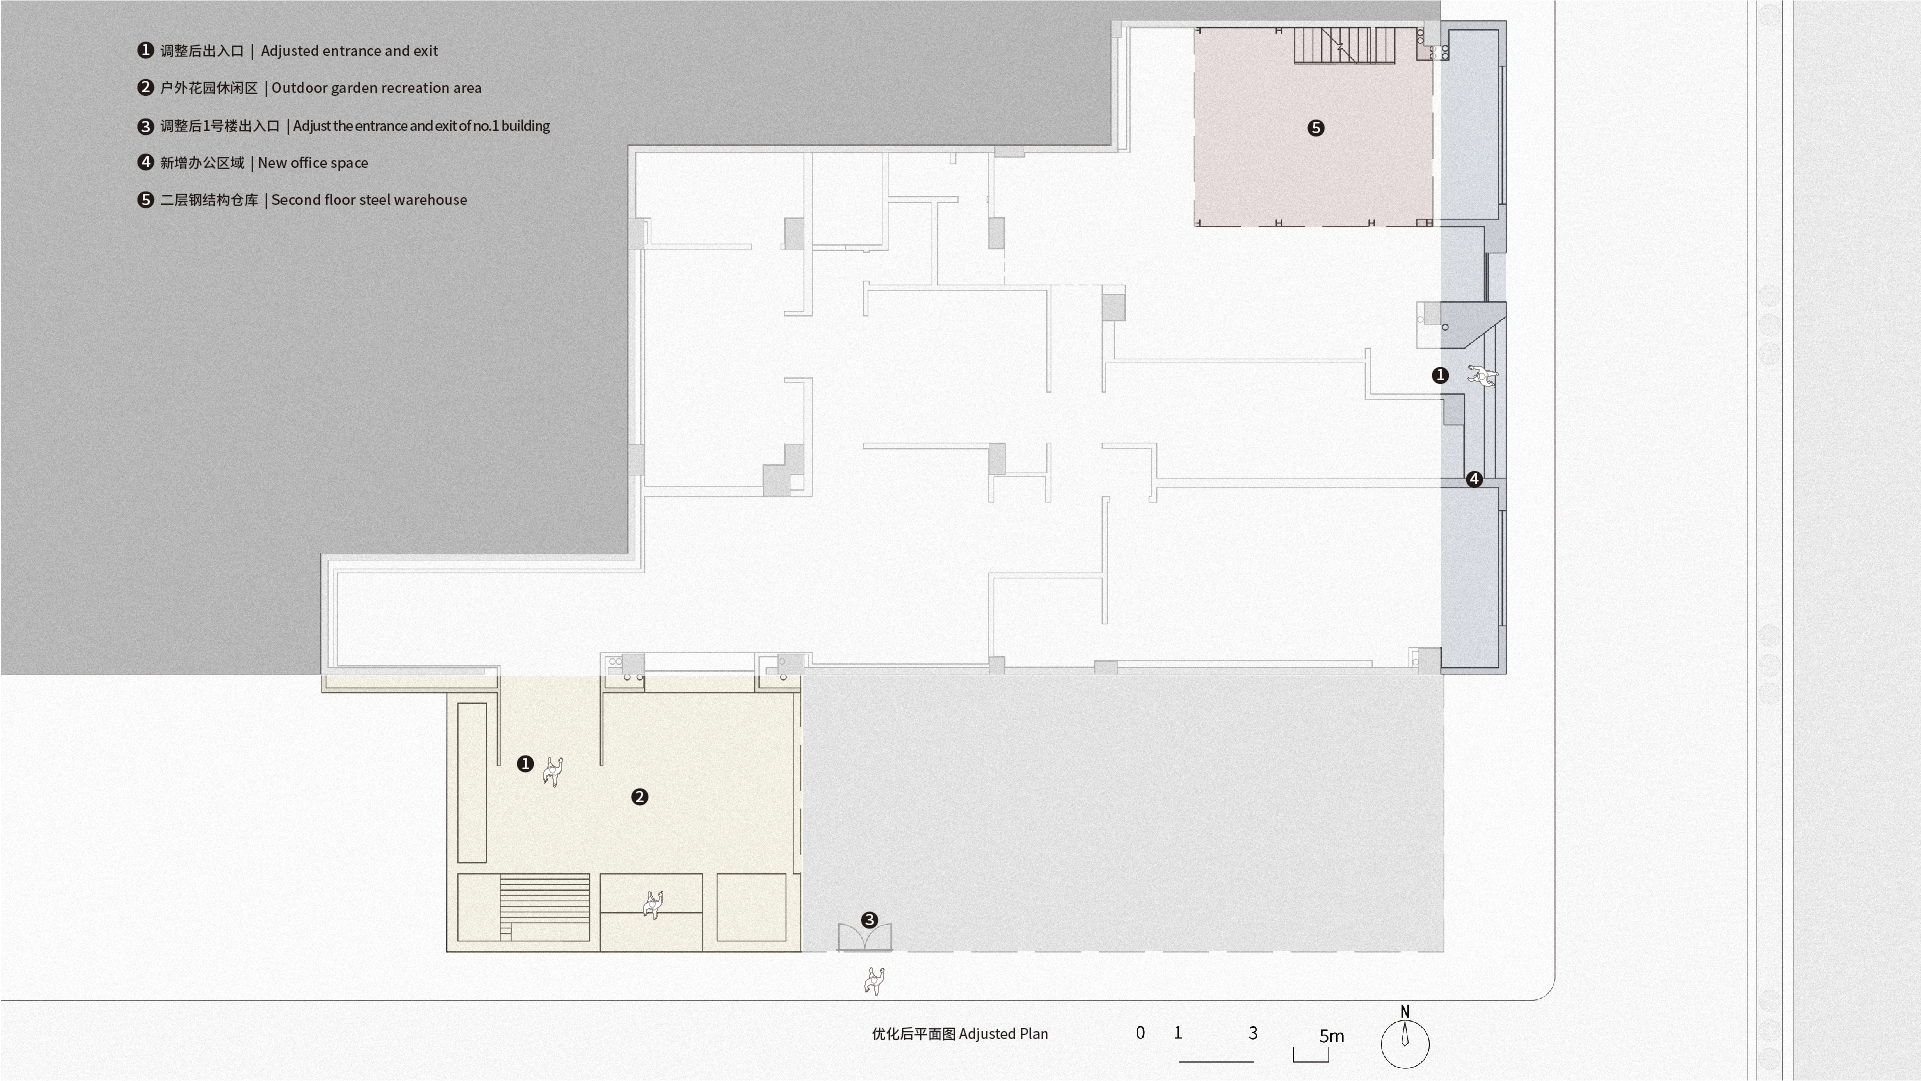 ❶ 调整后出入口 | Adjusted entrance and exit
❷ 户外花园休闲区 | Outdoor garden recreation area
❸ 调整后1号楼出入口 | Adjust the entrance and exit of no.1 building
❹ 新增办公区域 | New office space
❺ 二层钢结构仓库 | Second floor steel warehouse
❺
❶
❹
❶
❷
❸
优化后平面图 Adjusted Plan
0 1 3 5m
N